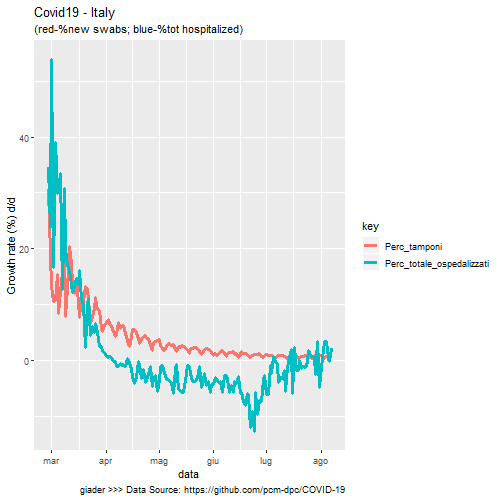 Covid19 - Italy
(red-%new swabs; blue-%tot hospitalized)
Growth rate (%) d/d
40
20
0
mar apr mag giu lug ago
data
key
Perc_tamponi
Perc_totale_ospedalizzati
giader >>> Data Source: https://github.com/pcm-dpc/COVID-19